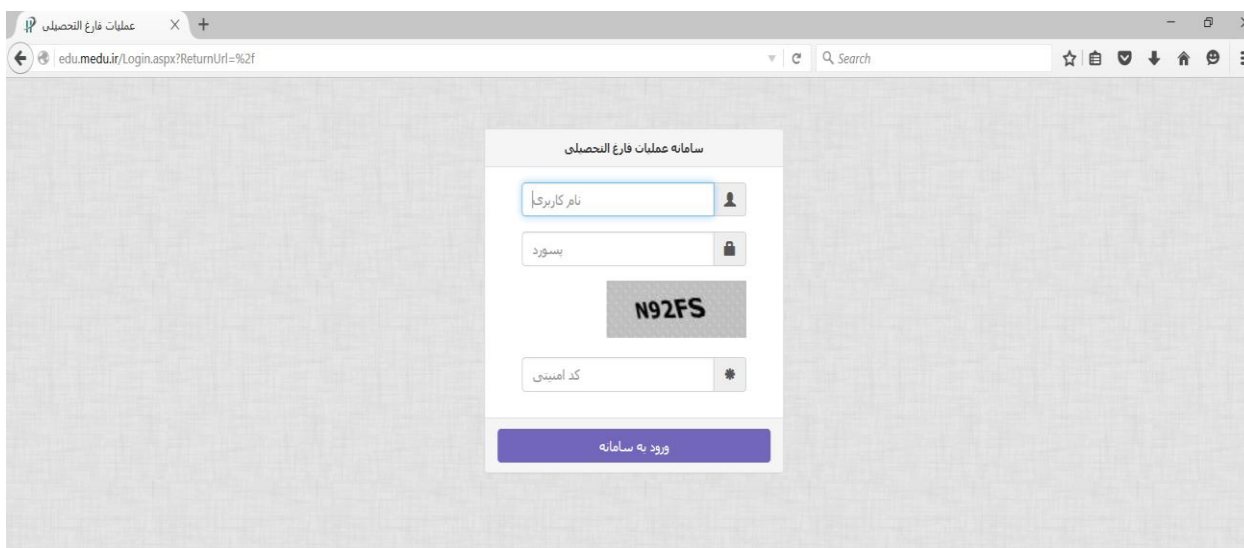 عملیات فارغ التحصیلی
edu.medu.ir/Login.aspx?ReturnUrl=%2f
Search
سامانه عملیات فارغ التحصیلی
نام کاربری
پسورد
N92FS
کد امنیتی
ورود به سامانه